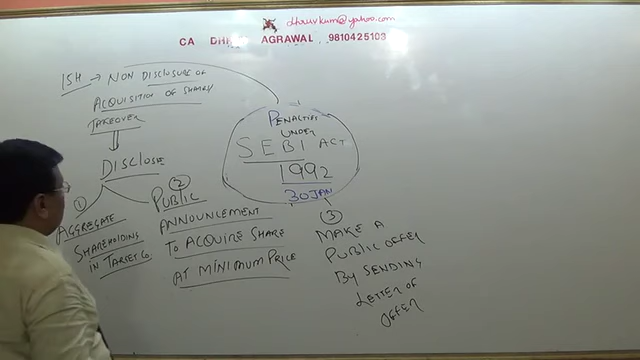 dhruvkum@yahoo.com
CA DHRUV AGRAWAL 9810425103
15H → NON DISCLOSURE OF
ACQUISITION OF SHARES/
TAKEOVER
DISCLOSE
① AGGREGATE
SHAREHOLDING
IN TARGET CO.
② PUBLIC
ANNOUNCEMENT
TO ACQUIRE SHARE
AT MINIMUM PRICE
PENALTIES
UNDER
SEBI ACT
1992
30 JAN
③
MAKE A
PUBLIC OFFER
BY SENDING
LETTER OF
OFFER